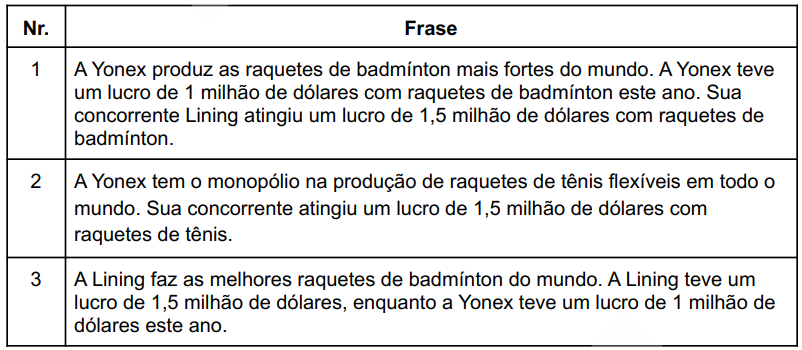 Nr. Frase
1 A Yonex produz as raquetes de badmínton mais fortes do mundo. A Yonex teve
um lucro de 1 milhão de dólares com raquetes de badmínton este ano. Sua
concorrente Lining atingiu um lucro de 1,5 milhão de dólares com raquetes de
badmínton.
2 A Yonex tem o monopólio na produção de raquetes de tênis flexíveis em todo o
mundo. Sua concorrente atingiu um lucro de 1,5 milhão de dólares com
raquetes de tênis.
3 A Lining faz as melhores raquetes de badmínton do mundo. A Lining teve um
lucro de 1,5 milhão de dólares, enquanto a Yonex teve um lucro de 1 milhão de
dólares este ano.